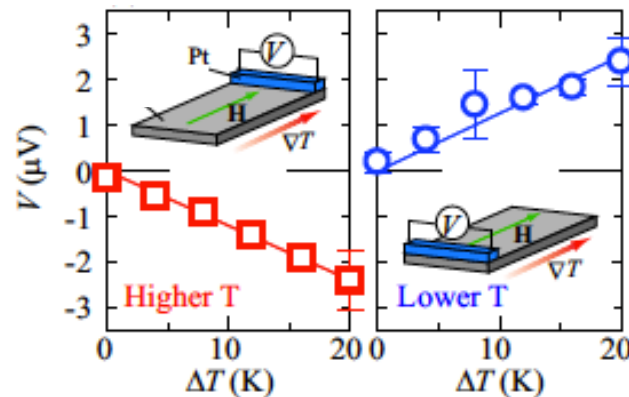 V (μV)
3
2
1
0
-1
-2
-3
Pt
V
H
∇T
Higher T
0
10
20
ΔT (K)
V
H
∇T
Lower T
0
10
20
ΔT (K)